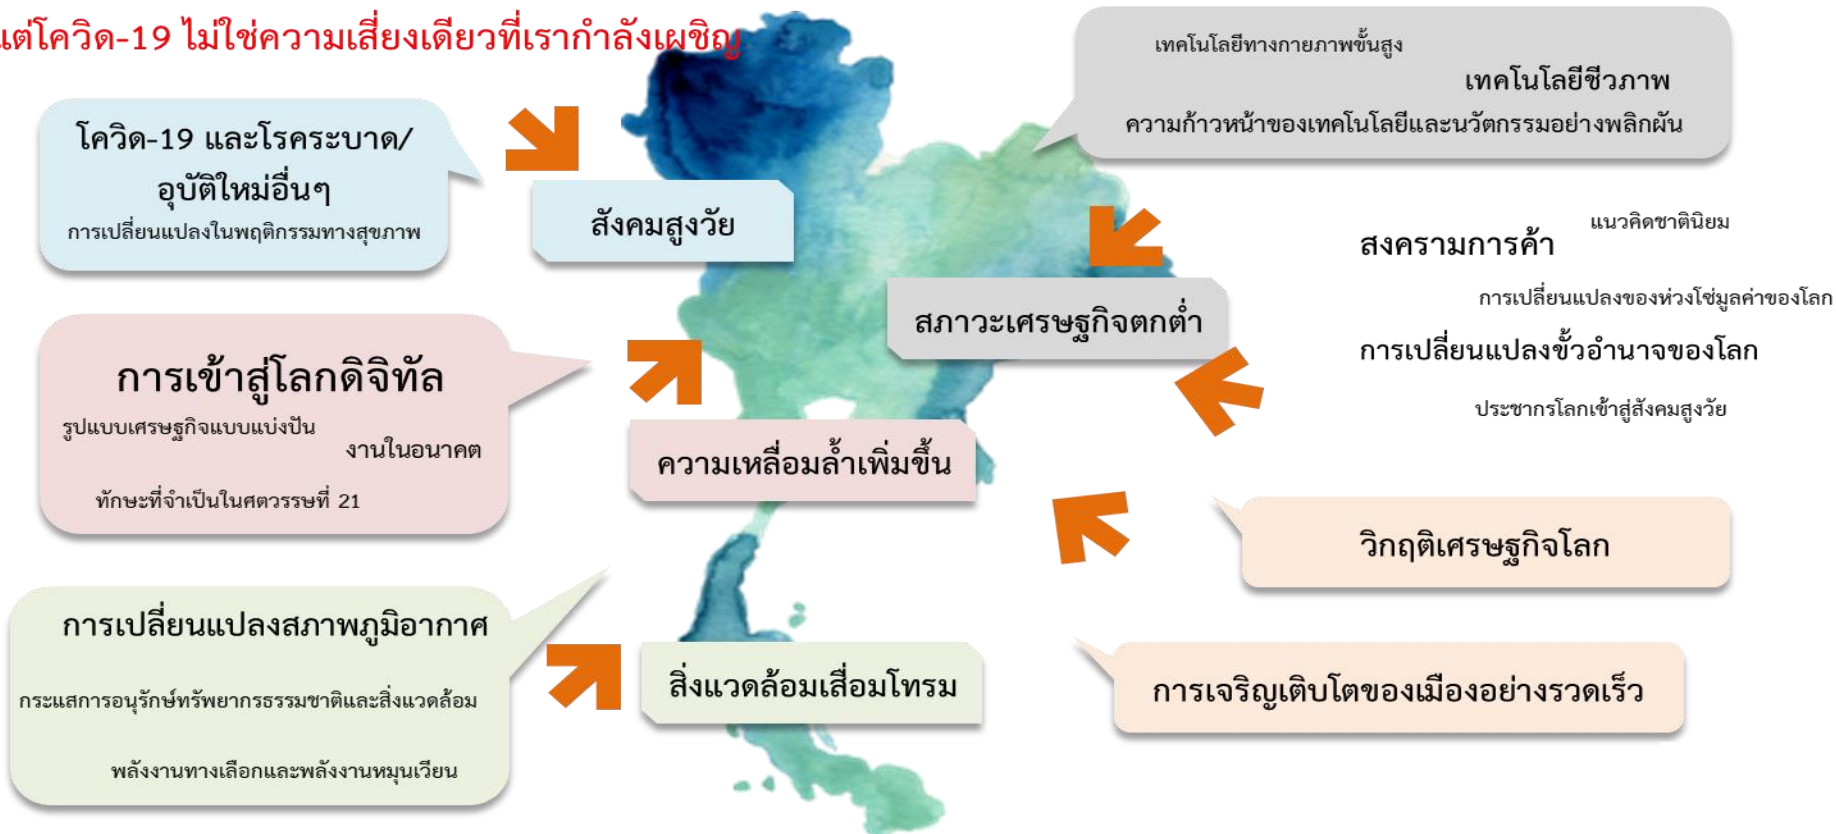 แต่โควิด-19 ไม่ใช่ความเสี่ยงเดียวที่เรากำลังเผชิญ
โควิด-19 และโรคระบาด/
อุบัติใหม่อื่นๆ
การเปลี่ยนแปลงในพฤติกรรมทางสุขภาพ
สังคมสูงวัย
เทคโนโลยีทางกายภาพขั้นสูง
เทคโนโลยีชีวภาพ
ความก้าวหน้าของเทคโนโลยีและนวัตกรรมอย่างพลิกผัน
สภาวะเศรษฐกิจตกต่ำ
แนวคิดชาตินิยม
สงครามการค้า
การเปลี่ยนแปลงของห่วงโซ่มูลค่าของโลก
การเปลี่ยนแปลงขั้วอำนาจของโลก
ประชากรโลกเข้าสู่สังคมสูงวัย
การเข้าสู่โลกดิจิทัล
รูปแบบเศรษฐกิจแบบแบ่งปัน
งานในอนาคต
ทักษะที่จำเป็นในศตวรรษที่ 21
ความเหลื่อมล้ำเพิ่มขึ้น
วิกฤติเศรษฐกิจโลก
การเปลี่ยนแปลงสภาพภูมิอากาศ
กระแสการอนุรักษ์ทรัพยากรธรรมชาติและสิ่งแวดล้อม
พลังงานทางเลือกและพลังงานหมุนเวียน
สิ่งแวดล้อมเสื่อมโทรม
การเจริญเติบโตของเมืองอย่างรวดเร็ว